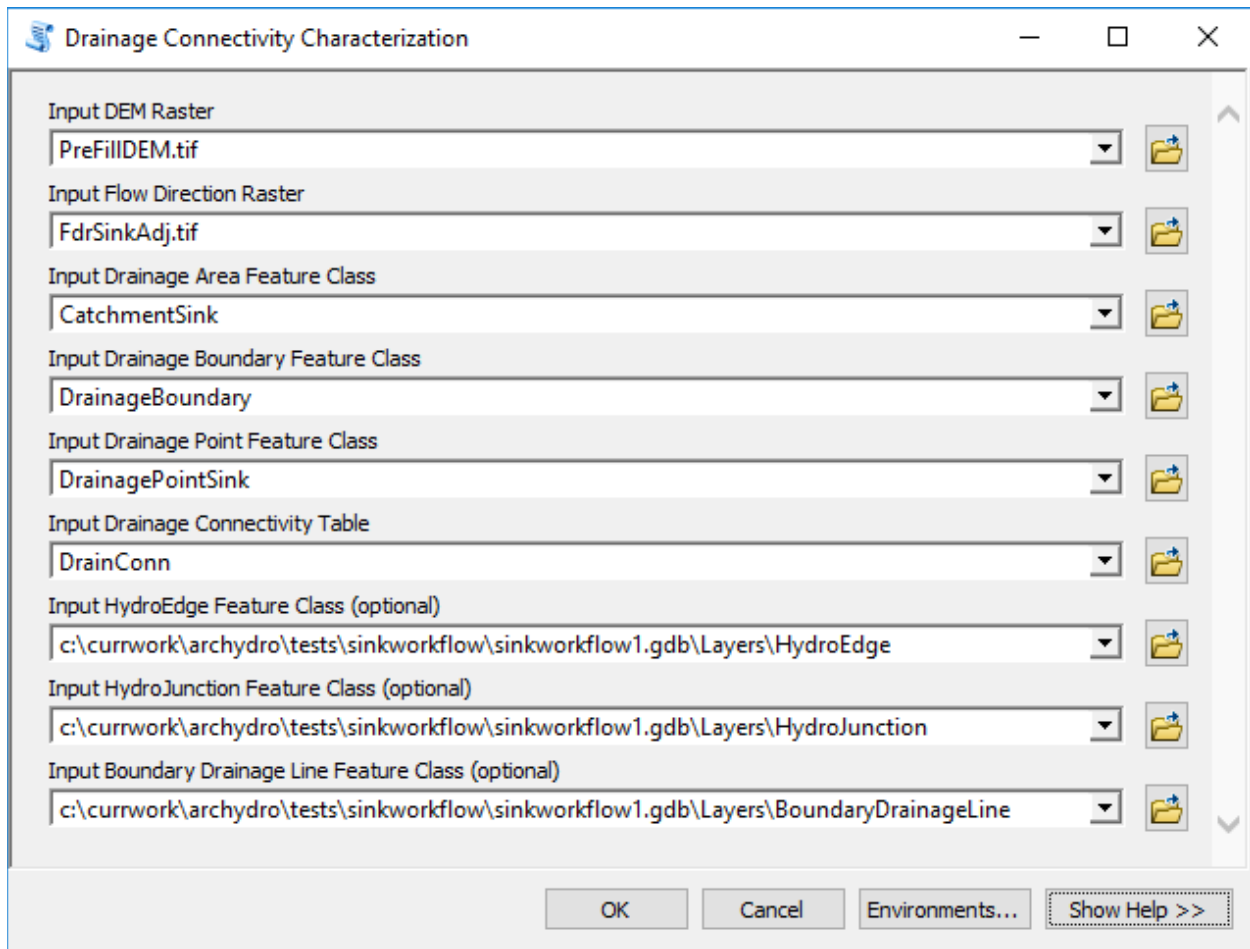 Drainage Connectivity Characterization
Input DEM Raster
PreFillDEM.tif
Input Flow Direction Raster
FdrSinkAdj.tif
Input Drainage Area Feature Class
CatchmentSink
Input Drainage Boundary Feature Class
DrainageBoundary
Input Drainage Point Feature Class
DrainagePointSink
Input Drainage Connectivity Table
DrainConn
Input HydroEdge Feature Class (optional)
c:\currwork\archydro\tests\sinkworkflow\sinkworkflow1.gdb\Layers\HydroEdge
Input HydroJunction Feature Class (optional)
c:\currwork\archydro\tests\sinkworkflow\sinkworkflow1.gdb\Layers\HydroJunction
Input Boundary Drainage Line Feature Class (optional)
c:\currwork\archydro\tests\sinkworkflow\sinkworkflow1.gdb\Layers\BoundaryDrainageLine
OK Cancel Environments... Show Help >>